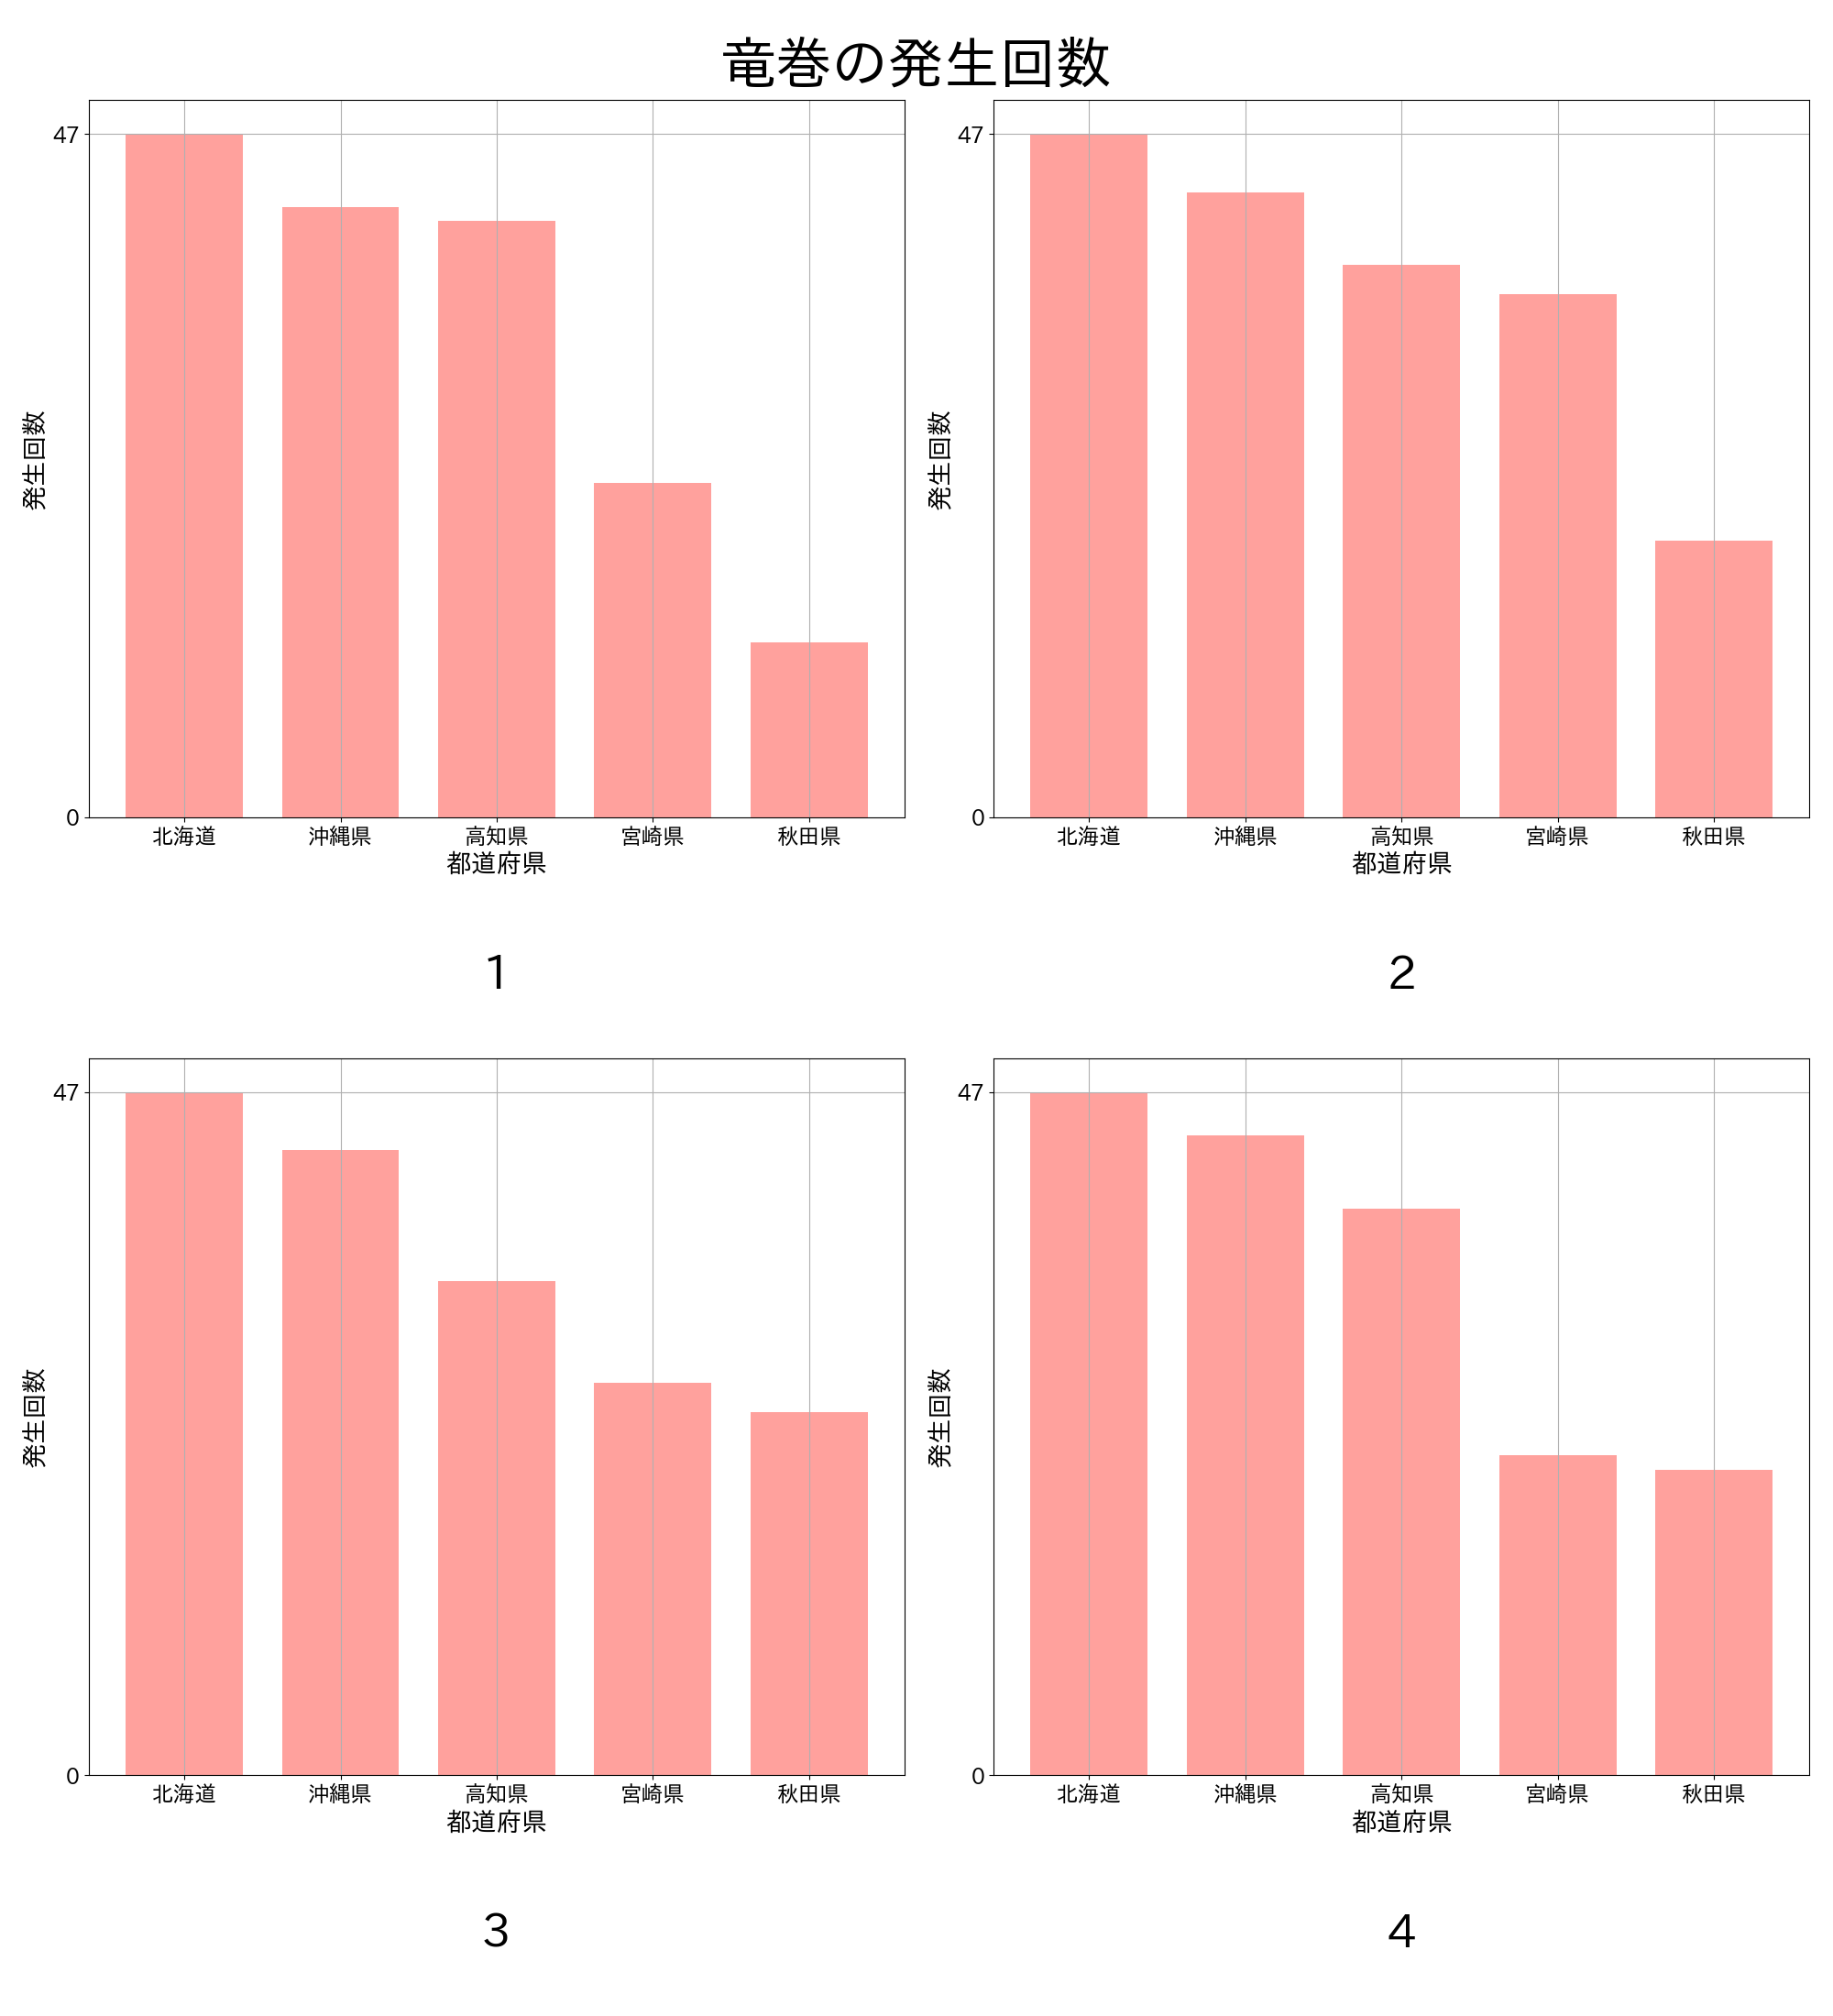 竜巻の発生回数
47
0
発生回数
北海道 沖縄県 高知県 宮崎県 秋田県
都道府県
1
47
0
発生回数
北海道 沖縄県 高知県 宮崎県 秋田県
都道府県
2
47
0
発生回数
北海道 沖縄県 高知県 宮崎県 秋田県
都道府県
3
47
0
発生回数
北海道 沖縄県 高知県 宮崎県 秋田県
都道府県
4